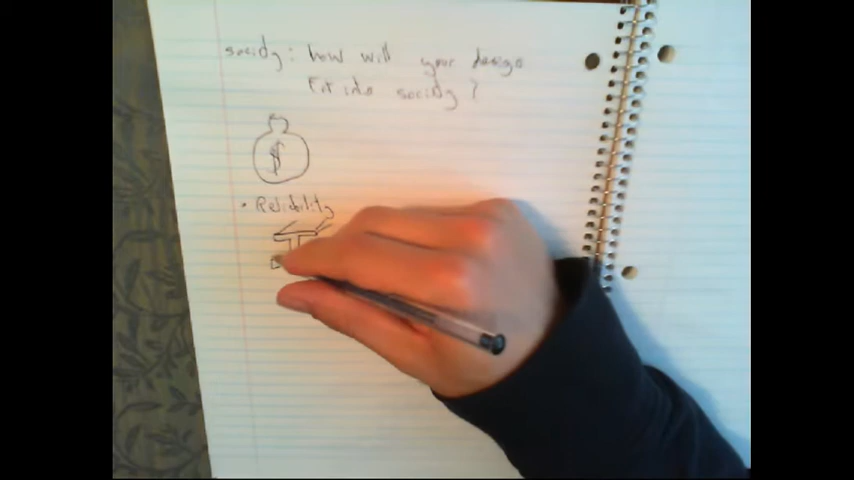 society: how will your design
fit into society?
$
• Reliability